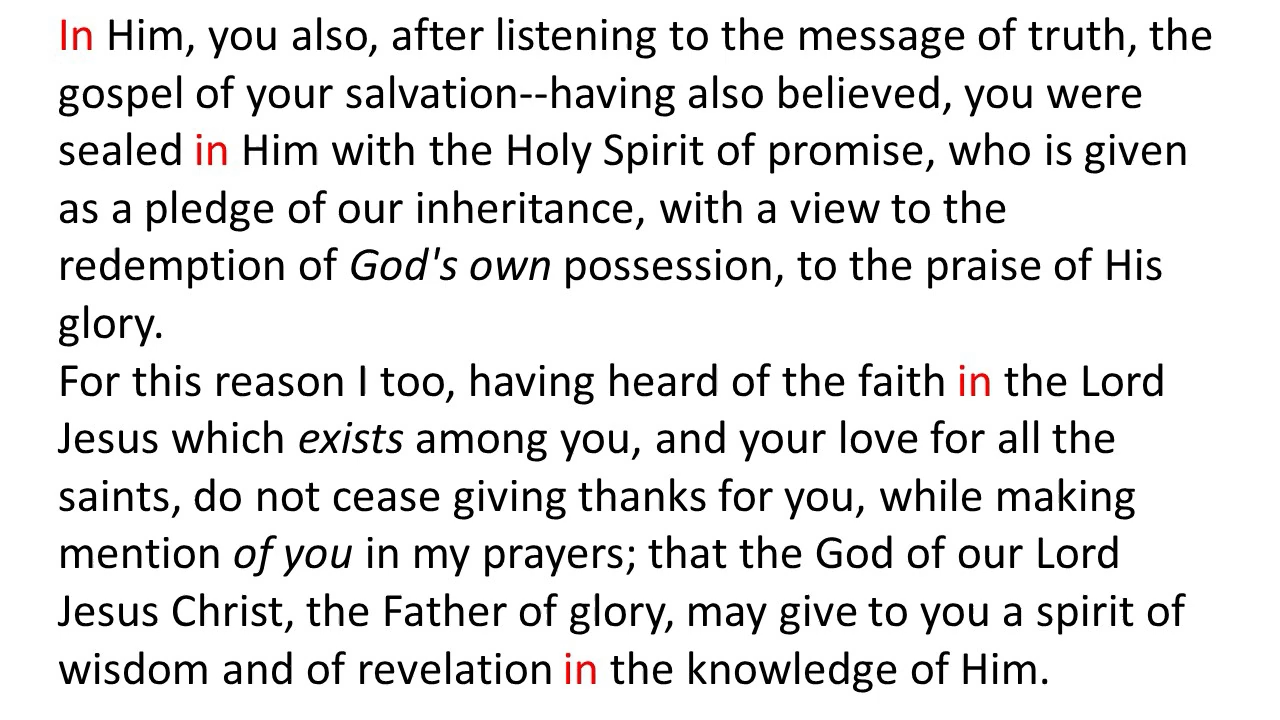 In Him, you also, after listening to the message of truth, the
gospel of your salvation--having also believed, you were
sealed in Him with the Holy Spirit of promise, who is given
as a pledge of our inheritance, with a view to the
redemption of God's own possession, to the praise of His
glory.
For this reason I too, having heard of the faith in the Lord
Jesus which exists among you, and your love for all the
saints, do not cease giving thanks for you, while making
mention of you in my prayers; that the God of our Lord
Jesus Christ, the Father of glory, may give to you a spirit of
wisdom and of revelation in the knowledge of Him.